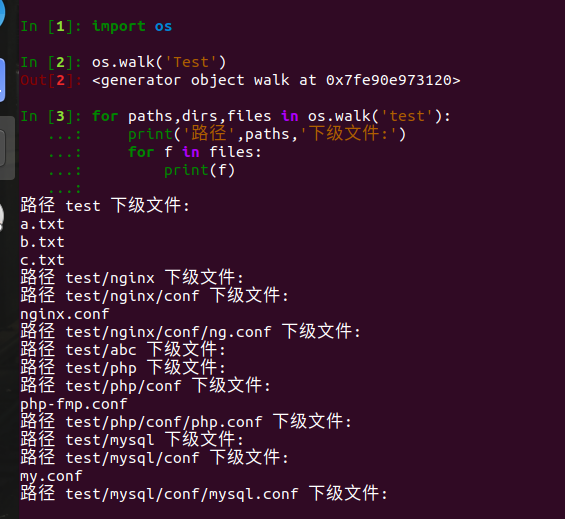 In [1]: import os
In [2]: os.walk('Test')
Out[2]: <generator object walk at 0x7fe90e973120>
In [3]: for paths,dirs,files in os.walk('test'):
   ...:     print('路径',paths,'下级文件:')
   ...:     for f in files:
   ...:         print(f)
   ...:
路径 test 下级文件:
a.txt
b.txt
c.txt
路径 test/nginx 下级文件:
路径 test/nginx/conf 下级文件:
nginx.conf
路径 test/nginx/conf/ng.conf 下级文件:
路径 test/abc 下级文件:
路径 test/php 下级文件:
路径 test/php/conf 下级文件:
php-fmp.conf
路径 test/php/conf/php.conf 下级文件:
路径 test/mysql 下级文件:
路径 test/mysql/conf 下级文件:
my.conf
路径 test/mysql/conf/mysql.conf 下级文件: